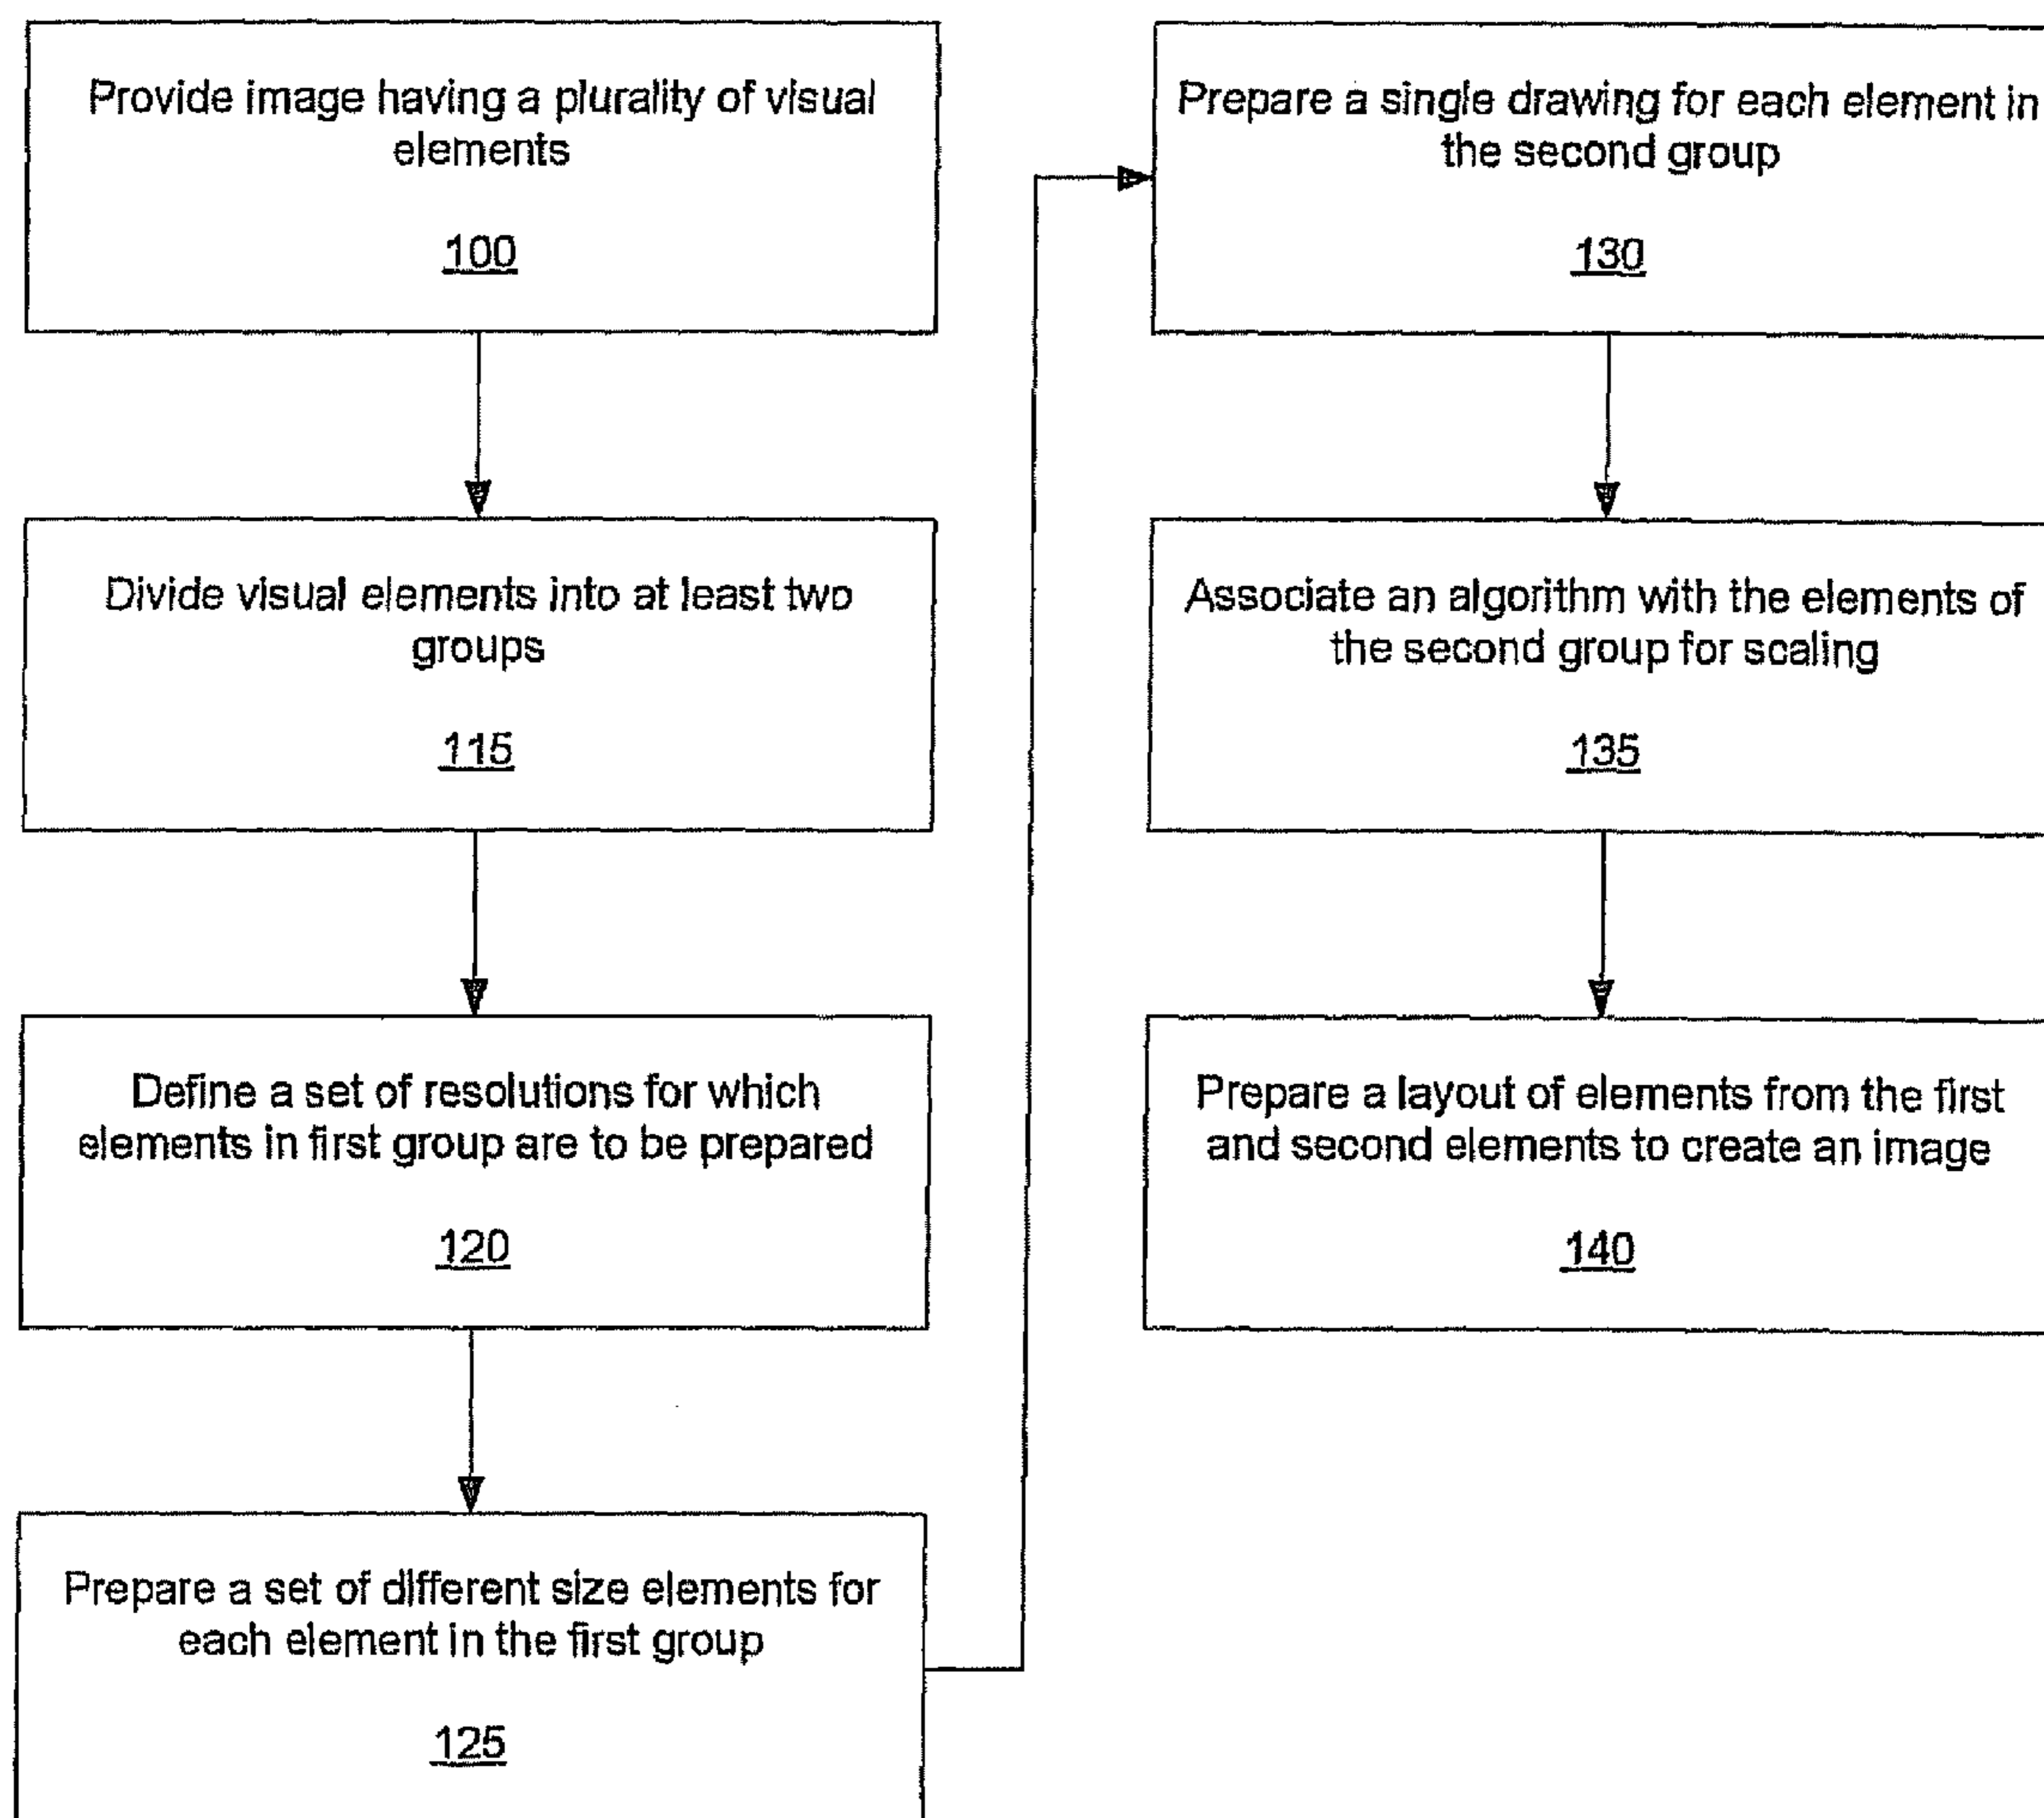 Provide image having a plurality of visual
elements
100
Divide visual elements into at least two
groups
115
Define a set of resolutions for which
elements in first group are to be prepared
120
Prepare a set of different size elements for
each element in the first group
125
Prepare a single drawing for each element in
the second group
130
Associate an algorithm with the elements of
the second group for scaling
135
Prepare a layout of elements from the first
and second elements to create an image
140